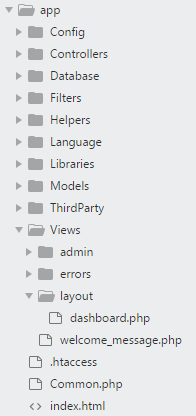 app
Config
Controllers
Database
Filters
Helpers
Language
Libraries
Models
ThirdParty
Views
admin
errors
layout
dashboard.php
welcome_message.php
.htaccess
Common.php
index.html